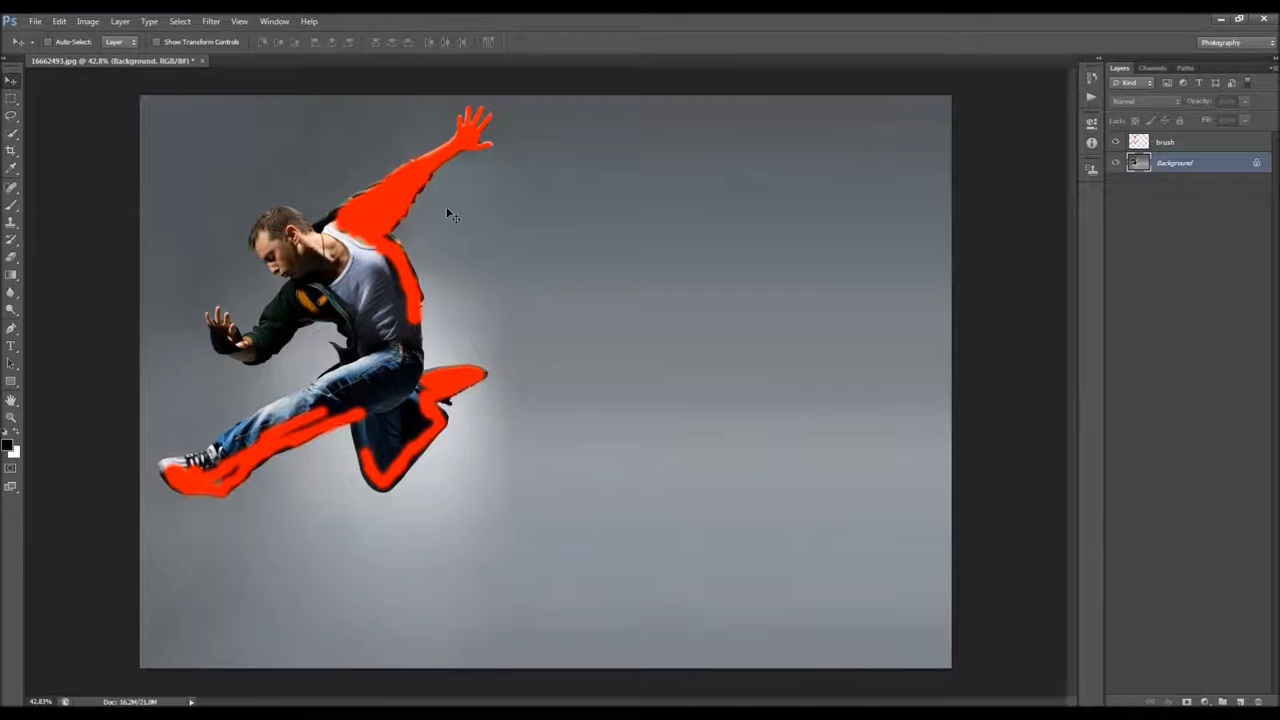 Ps File Edit Image Layer Type Select Filter View Window Help
Auto-Select: Layer Show Transform Controls Photography
16662493.jpg @ 42.8% (Background, RGB/8#) * ×
Layers Channels Paths
Kind
Normal Opacity:
Lock: Fill:
brush
Background
42.83% Doc: 16.2M/21.0M